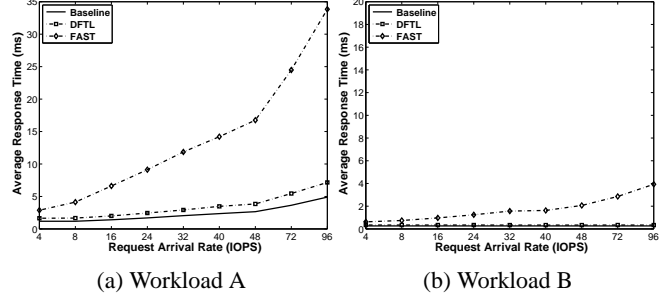 35
30
25
20
15
10
5
0
Average Response Time (ms)
Baseline
DFTL
FAST
4 8 16 24 32 40 48 72 96
Request Arrival Rate (IOPS)
(a) Workload A
20
18
16
14
12
10
8
6
4
2
0
Average Response Time (ms)
Baseline
DFTL
FAST
4 8 16 24 32 40 48 72 96
Request Arrival Rate (IOPS)
(b) Workload B